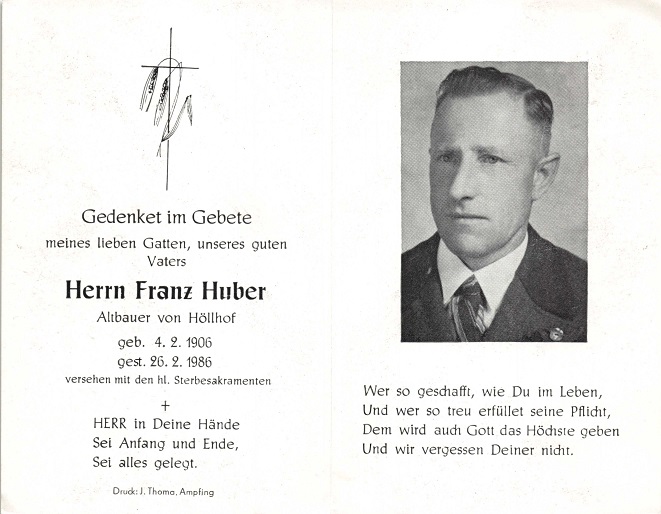 Gedenket im Gebete
meines lieben Gatten, unseres guten
Vaters
Herrn Franz Huber
Altbauer von Höllhof
geb. 4. 2. 1906
gest. 26. 2. 1986
versehen mit den hl. Sterbesakramenten
HERR in Deine Hände
Sei Anfang und Ende,
Sei alles gelegt.
Druck: J. Thoma, Ampfing
Wer so geschafft, wie Du im Leben,
Und wer so treu erfüllet seine Pflicht,
Dem wird auch Gott das Höchste geben
Und wir vergessen Deiner nicht.